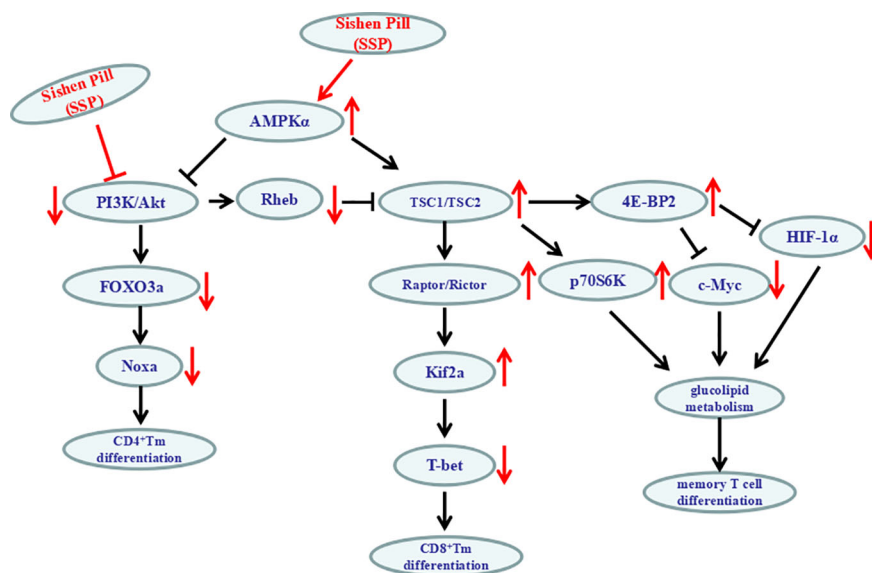 Sishen Pill
(SSP)
Sishen Pill
(SSP)
AMPKα
PI3K/Akt
Rheb
TSC1/TSC2
4E-BP2
HIF-1α
FOXO3a
Raptor/Rictor
p70S6K
c-Myc
Noxa
Kif2a
glucolipid
metabolism
CD4⁺Tm
differentiation
T-bet
memory T cell
differentiation
CD8⁺Tm
differentiation